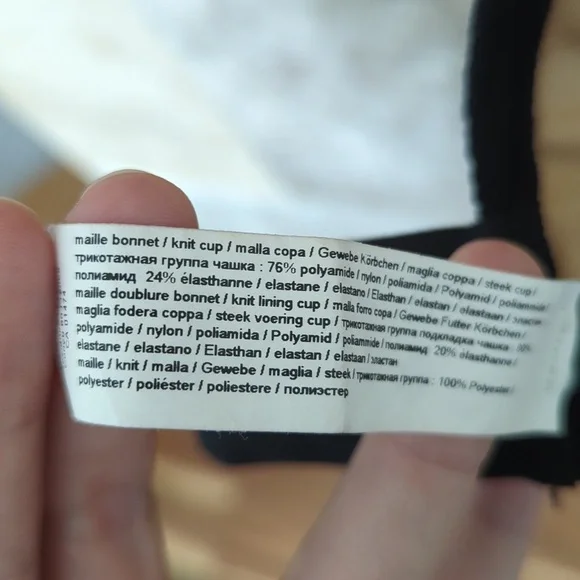 maille bonnet / knit cup / malla copa / Gewebe Körbchen / maglia coppa / steek cup /
трикотажная группа чашка : 76% polyamide / nylon / poliamida / Polyamid / poliammide /
полиамид 24% élasthanne / elastane / elastano / Elasthan / elastan / elastaan / эластан
maille doublure bonnet / knit lining cup / malla forro copa / Gewebe Futter Körbchen /
maglia fodera coppa / steek voering cup / трикотажная группа подкладка чашка :
polyamide / nylon / poliamida / Polyamid / poliammide / полиамид 20% élasthanne /
elastane / elastano / Elasthan / elastan / elastaan / эластан
maille / knit / malla / Gewebe / maglia / steek / трикотажная группа : 100% Polyester /
polyester / poliéster / poliestere / полиэстер